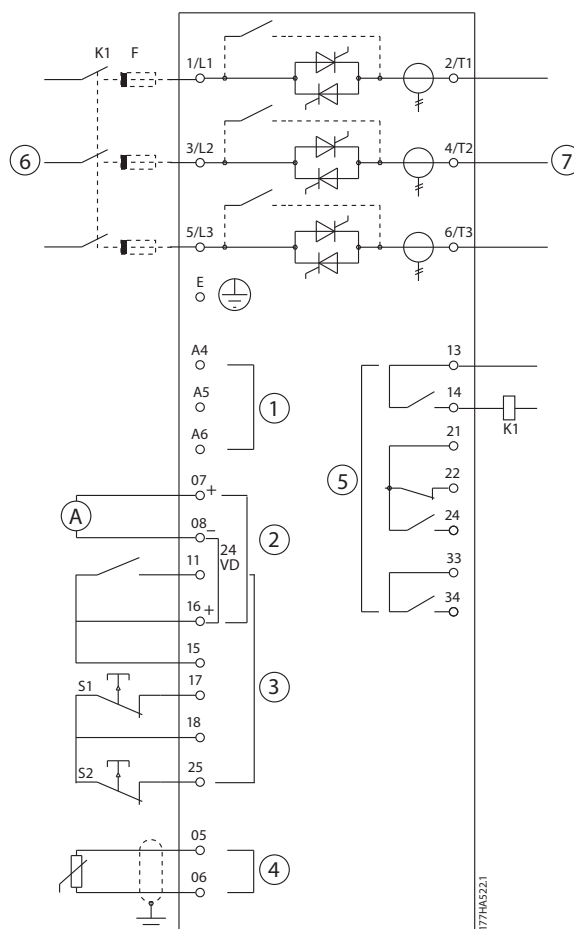 K1 F 1/L1 2/T1
6 3/L2 4/T2 7
5/L3 6/T3
E
A4 13
A5 1 14
A6 K1
21
07 + 5 22
A 08 – 2 24
24
VD
11 33
16 + 34
15
S1 17 3
18
S2 25
05
4
06
177HA522.1